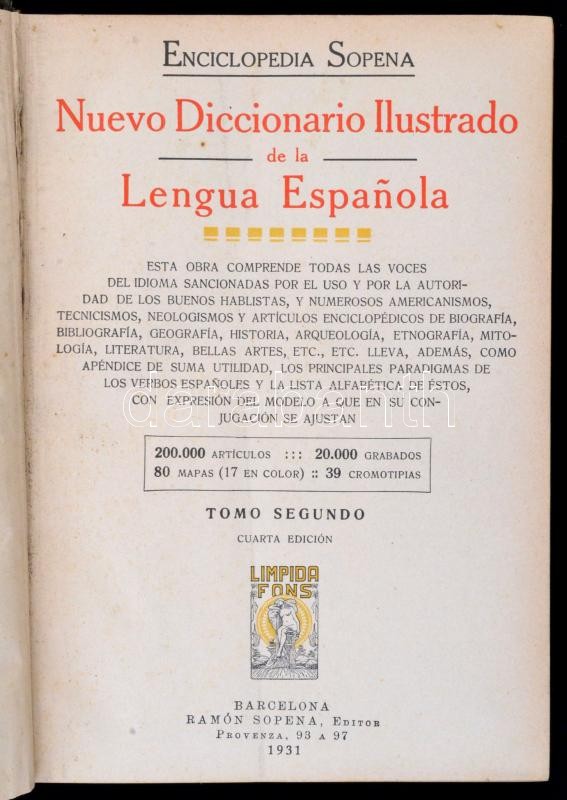 Enciclopedia Sopena
Nuevo Diccionario Ilustrado
de la
Lengua Española
ESTA OBRA COMPRENDE TODAS LAS VOCES
DEL IDIOMA SANCIONADAS POR EL USO Y POR LA AUTORI-
DAD DE LOS BUENOS HABLISTAS, Y NUMEROSOS AMERICANISMOS,
TECNICISMOS, NEOLOGISMOS Y ARTÍCULOS ENCICLOPÉDICOS DE BIOGRAFÍA,
BIBLIOGRAFÍA, GEOGRAFÍA, HISTORIA, ARQUEOLOGÍA, ETNOGRAFÍA, MITO-
LOGÍA, LITERATURA, BELLAS ARTES, ETC., ETC. LLEVA, ADEMÁS, COMO
APÉNDICE DE SUMA UTILIDAD, LOS PRINCIPALES PARADIGMAS DE
LOS VERBOS ESPAÑOLES Y LA LISTA ALFABÉTICA DE ÉSTOS,
CON EXPRESIÓN DEL MODELO A QUE EN SU CON-
JUGACIÓN SE AJUSTAN
darabanth
200.000 ARTÍCULOS ::: 20.000 GRABADOS
80 MAPAS (17 EN COLOR) :: 39 CROMOTIPIAS
TOMO SEGUNDO
CUARTA EDICIÓN
LIMPIDA
FONS
BARCELONA
RAMÓN SOPENA, Editor
Provenza, 93 a 97
1931